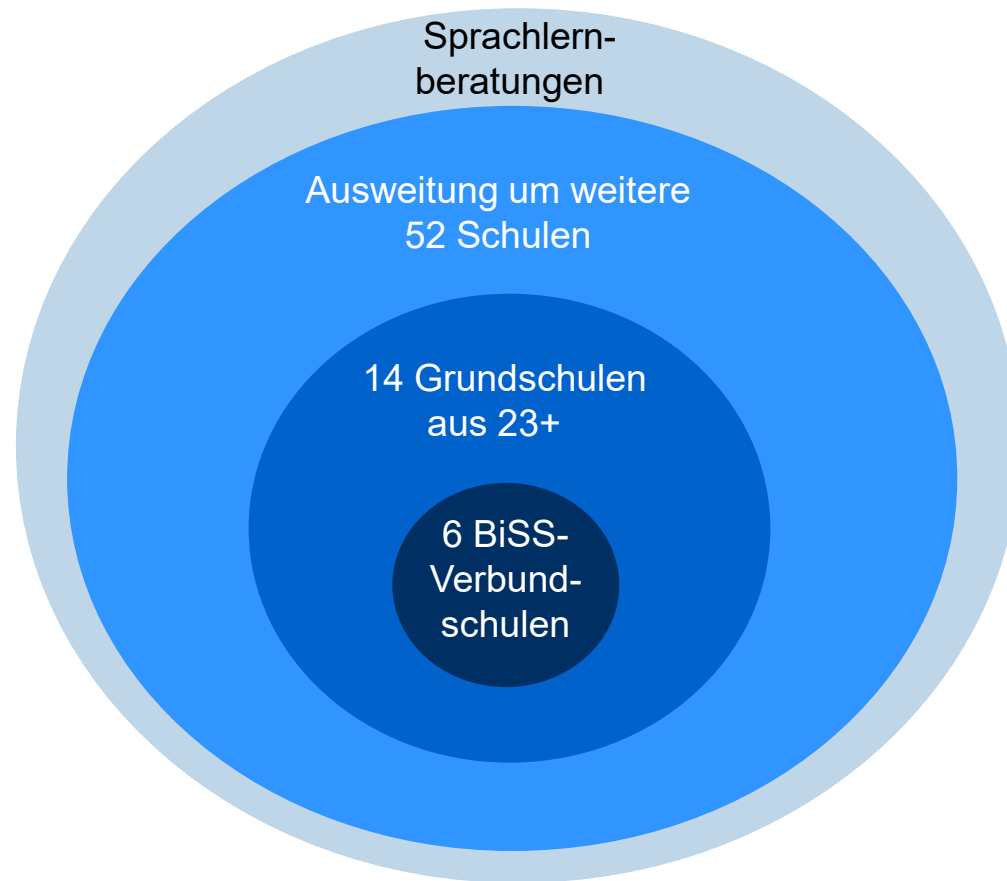 Sprachlern-
beratungen
Ausweitung um weitere
52 Schulen
14 Grundschulen
aus 23+
6 BiSS-
Verbund-
schulen